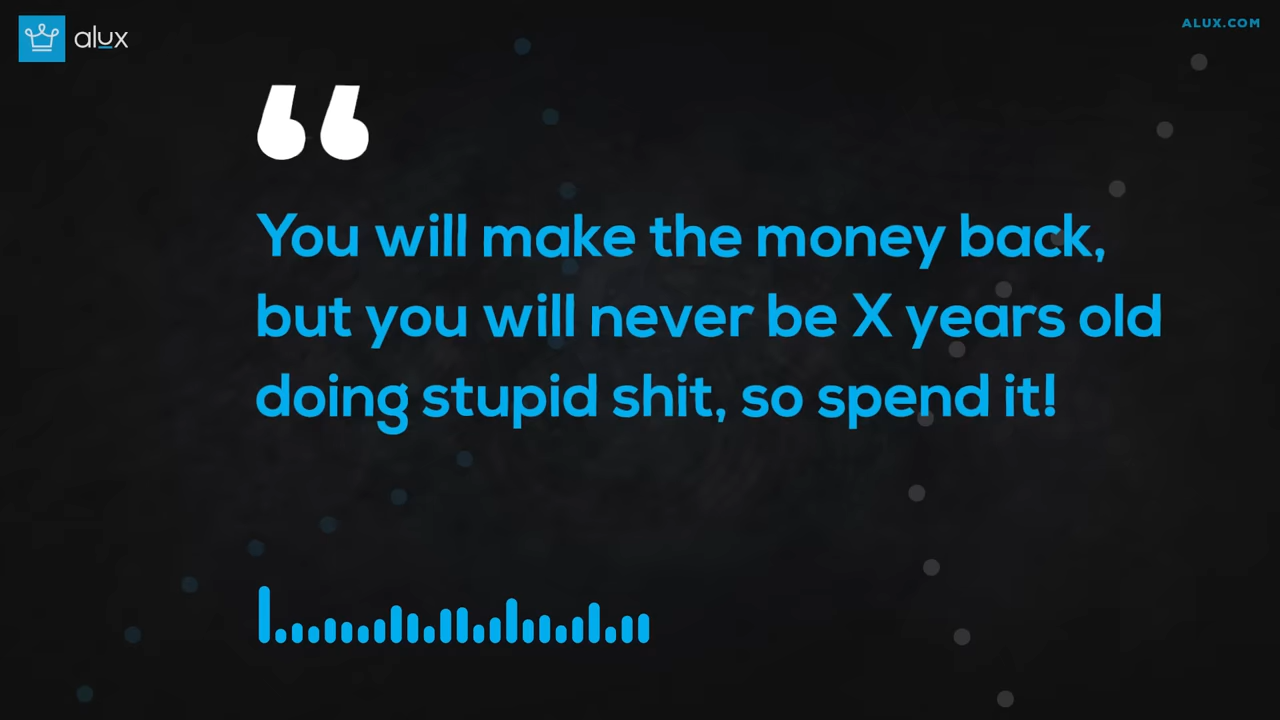 alux
ALUX.COM
“
You will make the money back,
but you will never be X years old
doing stupid shit, so spend it!